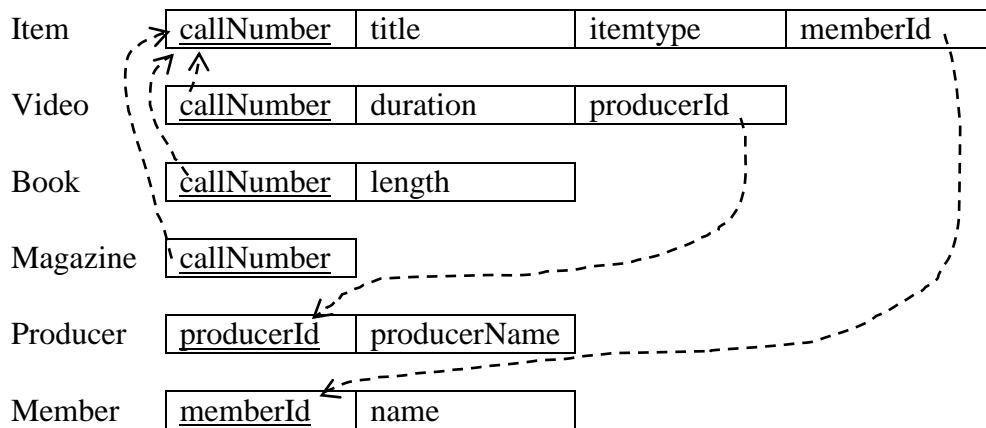 Item callNumber title itemtype memberId
Video callNumber duration producerId
Book callNumber length
Magazine callNumber
Producer producerId producerName
Member memberId name